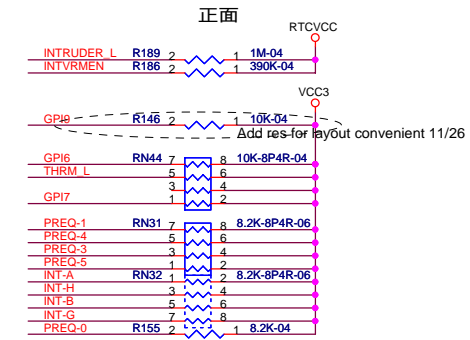 正面
RTCVCC
INTRUDER_L R189 2 1 1M-04
INTVRMEN R186 2 1 390K-04
VCC3
GPI9 R146 2 1 10K-04
Add res for layout convenient 11/26
GPI6 RN44 7 8 10K-8P4R-04
THRM_L 5 6
3 4
GPI7 1 2
PREQ-1 RN31 7 8 8.2K-8P4R-06
PREQ-4 5 6
PREQ-3 3 4
PREQ-5 1 2
INT-A RN32 1 2 8.2K-8P4R-06
INT-H 3 4
INT-B 5 6
INT-G 7 8
PREQ-0 R155 2 1 8.2K-04